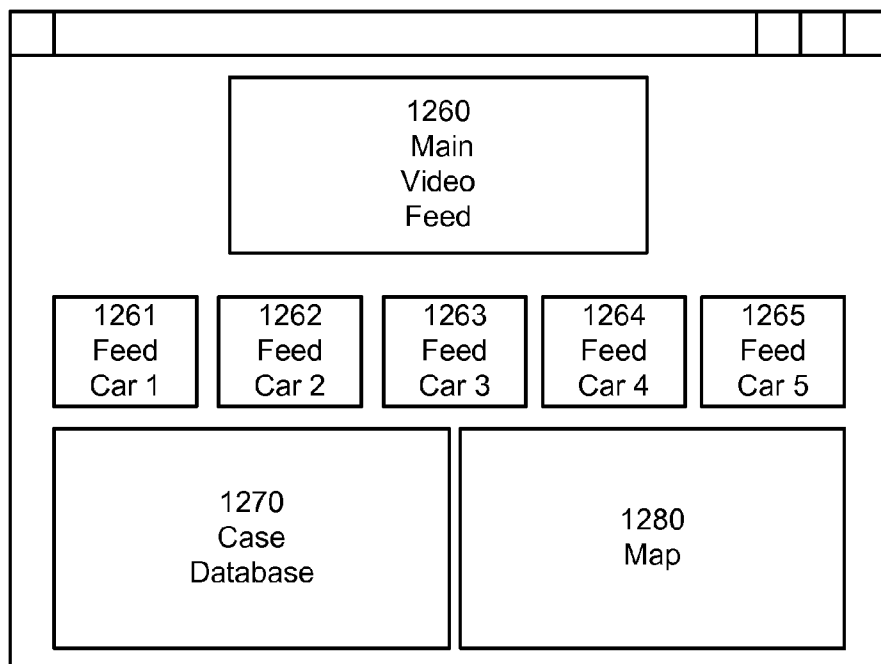 1260
Main
Video
Feed
1261
Feed
Car 1
1262
Feed
Car 2
1263
Feed
Car 3
1264
Feed
Car 4
1265
Feed
Car 5
1270
Case
Database
1280
Map